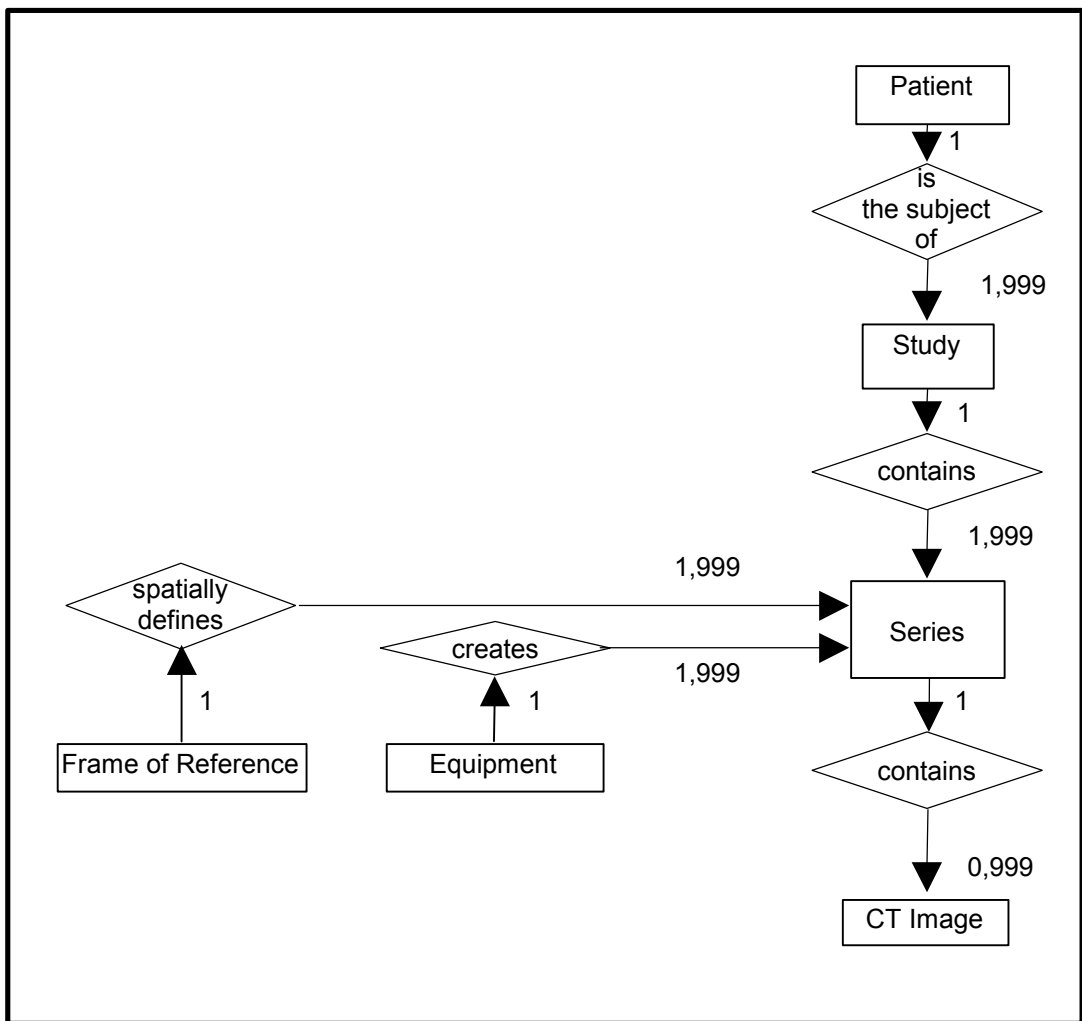 Patient
1
is
the subject
of
1,999
Study
1
contains
1,999
spatially
defines
1,999
creates
1,999
Series
1
1
1
Frame of Reference
Equipment
contains
0,999
CT Image